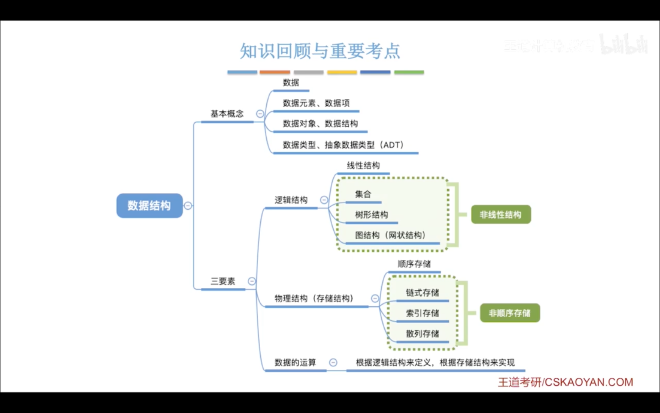 知识回顾与重要考点
bilibili
数据
数据元素、数据项
基本概念
数据对象、数据结构
数据类型、抽象数据类型（ADT）
线性结构
集合
逻辑结构
树形结构
非线性结构
图结构（网状结构）
数据结构
顺序存储
三要素
链式存储
物理结构（存储结构）
索引存储
非顺序存储
散列存储
数据的运算
根据逻辑结构来定义，根据存储结构来实现
王道考研/CSKAOYAN.COM